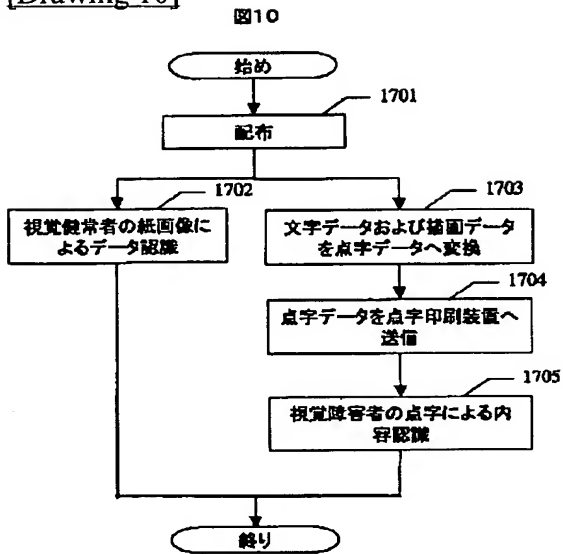 [Drawing 10]
図10
始め
1701
配布
1702
視覚健常者の紙画像に
よるデータ認識
1703
文字データおよび描画データ
を点字データへ変換
1704
点字データを点字印刷装置へ
送信
1705
視覚障害者の点字による内
容認識
終り